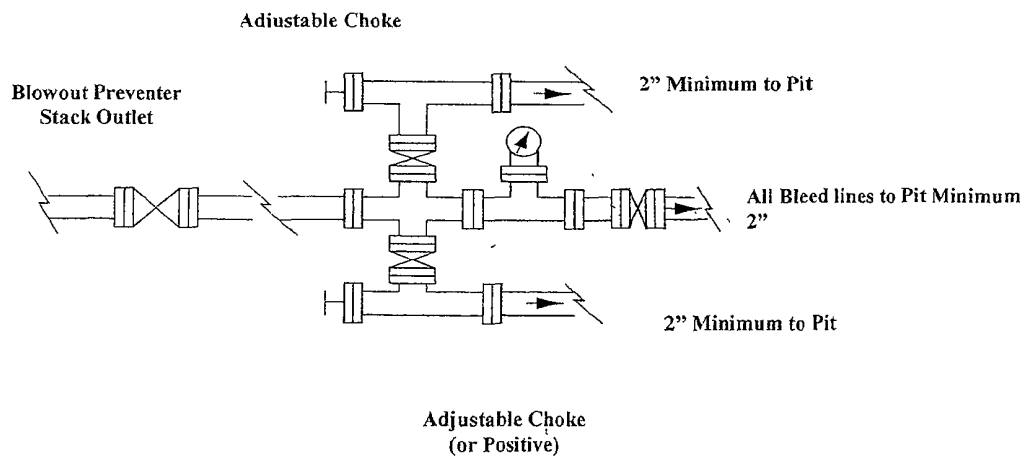 Adiustable Choke
2” Minimum to Pit
Blowout Preventer
Stack Outlet
All Bleed lines to Pit Minimum
2”
2” Minimum to Pit
Adjustable Choke
(or Positive)